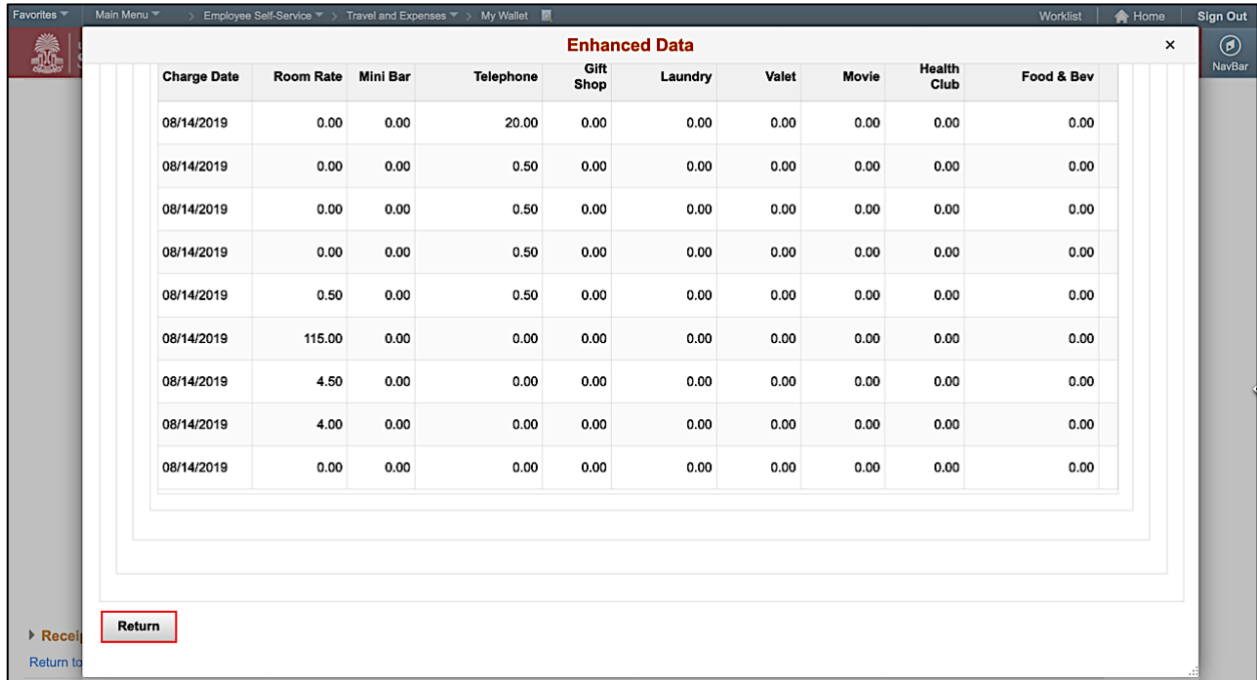 Favorites Main Menu > Employee Self-Service > Travel and Expenses > My Wallet Worklist Home Sign Out
Enhanced Data ×
NavBar
Charge Date Room Rate Mini Bar Telephone Gift Shop Laundry Valet Movie Health Club Food & Bev
08/14/2019 0.00 0.00 20.00 0.00 0.00 0.00 0.00 0.00 0.00
08/14/2019 0.00 0.00 0.50 0.00 0.00 0.00 0.00 0.00 0.00
08/14/2019 0.00 0.00 0.50 0.00 0.00 0.00 0.00 0.00 0.00
08/14/2019 0.00 0.00 0.50 0.00 0.00 0.00 0.00 0.00 0.00
08/14/2019 0.50 0.00 0.50 0.00 0.00 0.00 0.00 0.00 0.00
08/14/2019 115.00 0.00 0.00 0.00 0.00 0.00 0.00 0.00 0.00
08/14/2019 4.50 0.00 0.00 0.00 0.00 0.00 0.00 0.00 0.00
08/14/2019 4.00 0.00 0.00 0.00 0.00 0.00 0.00 0.00 0.00
08/14/2019 0.00 0.00 0.00 0.00 0.00 0.00 0.00 0.00 0.00
Return
Recei
Return to